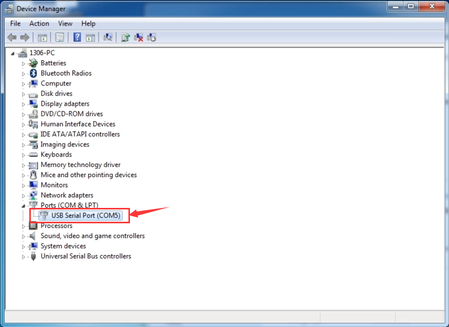 Device Manager
File Action View Help
1306-PC
Batteries
Bluetooth Radios
Computer
Disk drives
Display adapters
DVD/CD-ROM drives
Human Interface Devices
IDE ATA/ATAPI controllers
Imaging devices
Keyboards
Memory technology driver
Mice and other pointing devices
Monitors
Network adapters
Ports (COM & LPT)
USB Serial Port (COM5)
Processors
Sound, video and game controllers
System devices
Universal Serial Bus controllers